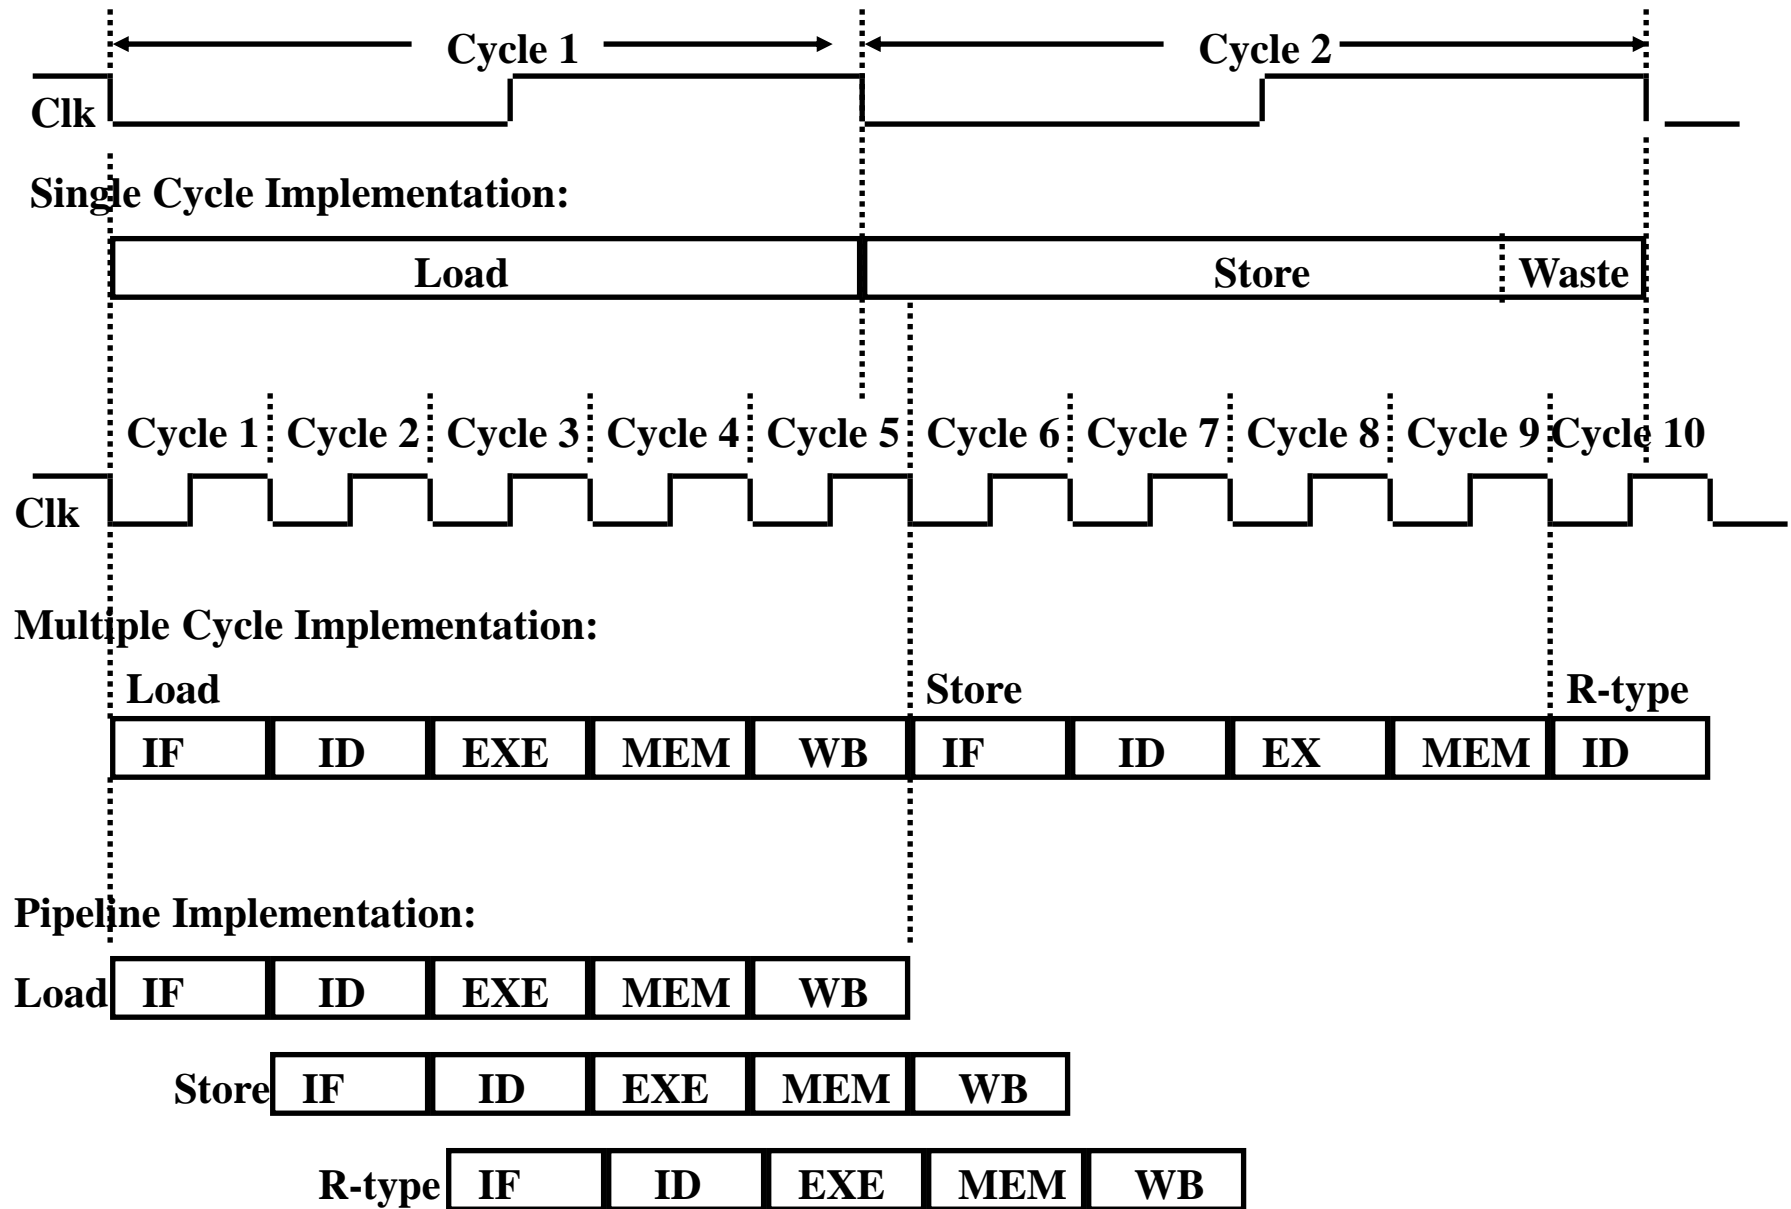 Cycle 1 Cycle 2
Clk
Single Cycle Implementation:
Load Store Waste
Cycle 1 Cycle 2 Cycle 3 Cycle 4 Cycle 5 Cycle 6 Cycle 7 Cycle 8 Cycle 9 Cycle 10
Clk
Multiple Cycle Implementation:
Load Store R-type
IF ID EXE MEM WB IF ID EX MEM ID
Pipeline Implementation:
Load IF ID EXE MEM WB
Store IF ID EXE MEM WB
R-type IF ID EXE MEM WB